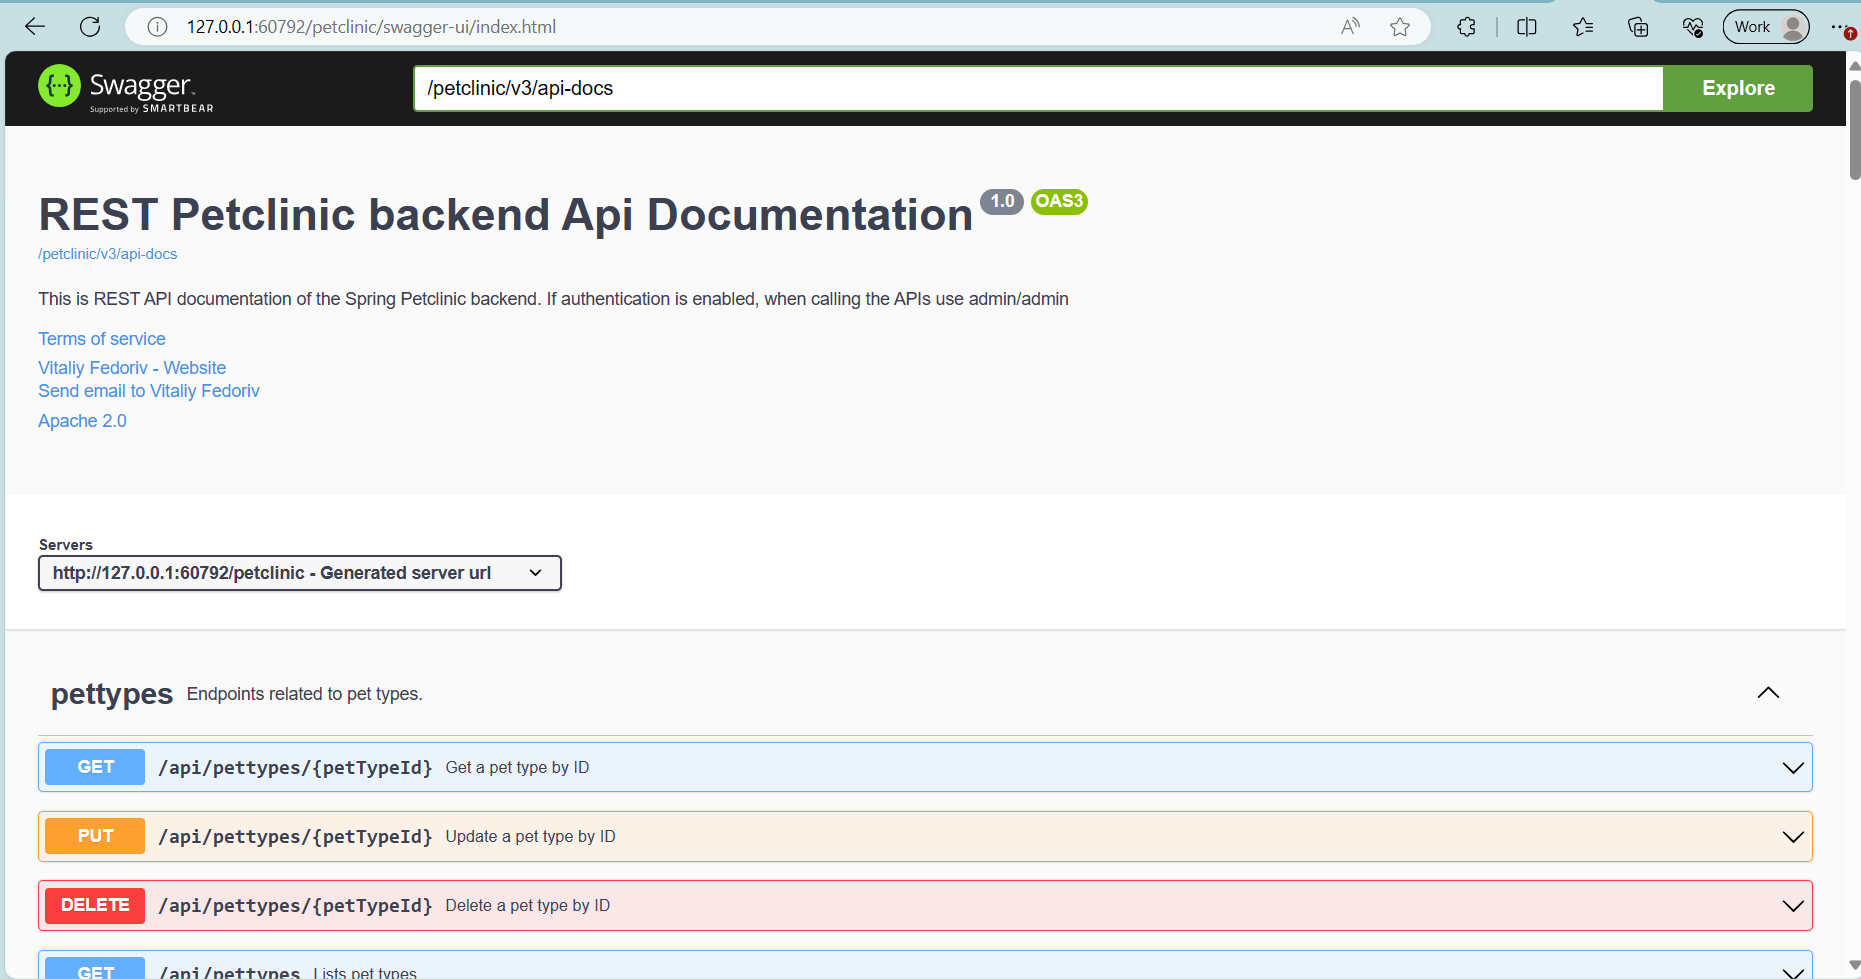 127.0.0.1:60792/petclinic/swagger-ui/index.html
Work
Swagger
Supported by SMARTBEAR
/petclinic/v3/api-docs
Explore
REST Petclinic backend Api Documentation 1.0 OAS3
/petclinic/v3/api-docs
This is REST API documentation of the Spring Petclinic backend. If authentication is enabled, when calling the APIs use admin/admin
Terms of service
Vitaliy Fedoriv - Website
Send email to Vitaliy Fedoriv
Apache 2.0
Servers
http://127.0.0.1:60792/petclinic - Generated server url
pettypes Endpoints related to pet types.
GET /api/pettypes/{petTypeId} Get a pet type by ID
PUT /api/pettypes/{petTypeId} Update a pet type by ID
DELETE /api/pettypes/{petTypeId} Delete a pet type by ID
GET /api/pettypes Lists pet types